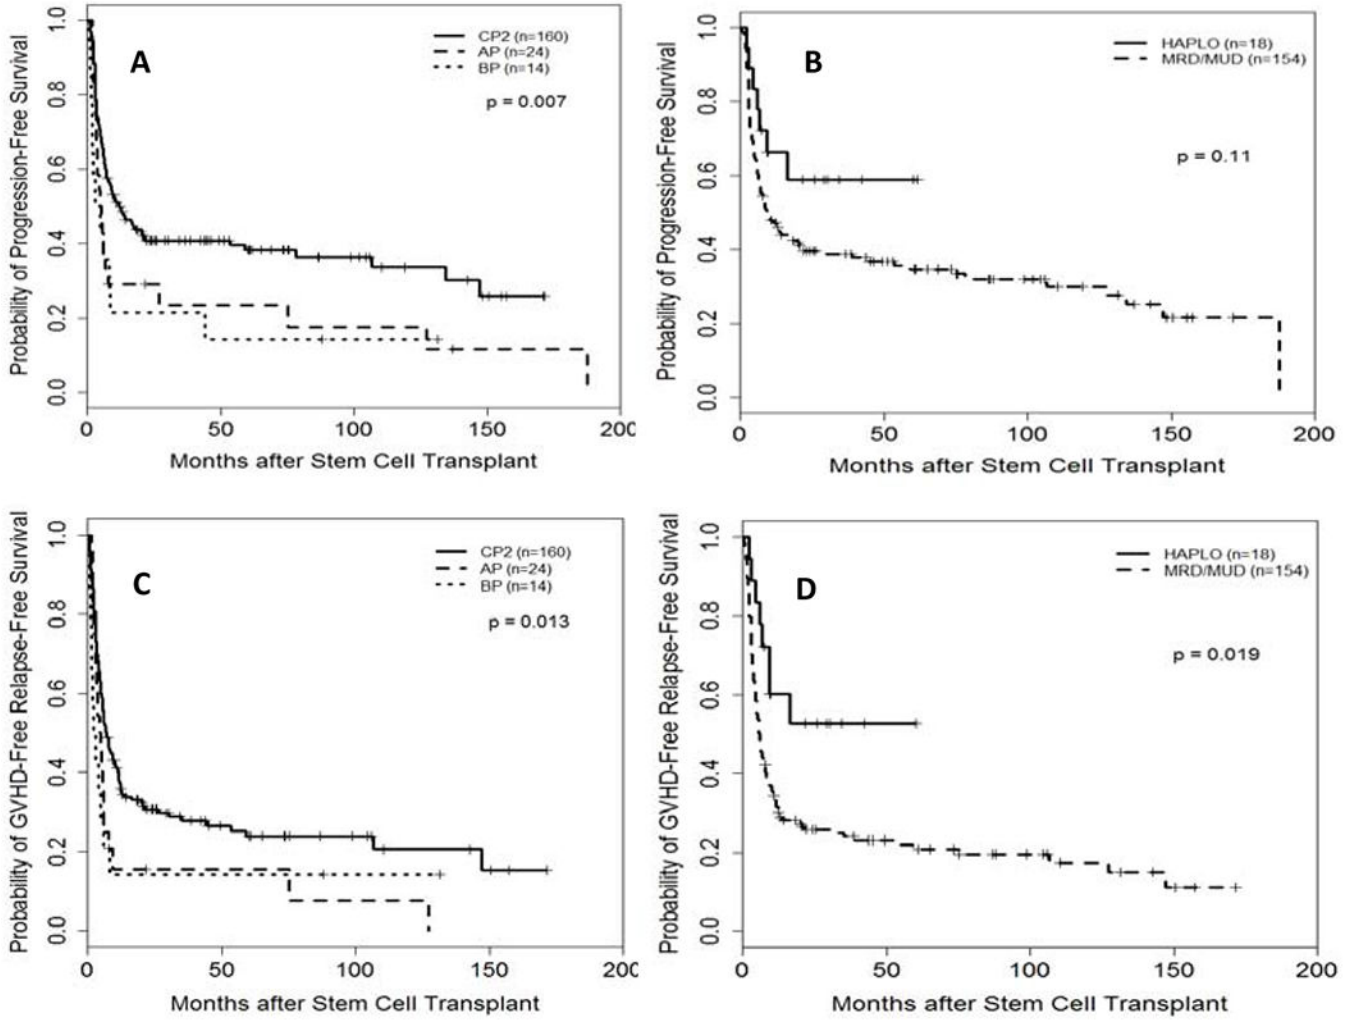 A
CP2 (n=160)
AP (n=24)
BP (n=14)
p = 0.007
Probability of Progression-Free Survival
0.0 0.2 0.4 0.6 0.8 1.0
0 50 100 150 200
Months after Stem Cell Transplant
B
HAPLO (n=18)
MRD/MUD (n=154)
p = 0.11
Probability of Progression-Free Survival
0.0 0.2 0.4 0.6 0.8 1.0
0 50 100 150 200
Months after Stem Cell Transplant
C
CP2 (n=160)
AP (n=24)
BP (n=14)
p = 0.013
Probability of GVHD-Free Relapse-Free Survival
0.0 0.2 0.4 0.6 0.8 1.0
0 50 100 150 200
Months after Stem Cell Transplant
D
HAPLO (n=18)
MRD/MUD (n=154)
p = 0.019
Probability of GVHD-Free Relapse-Free Survival
0.0 0.2 0.4 0.6 0.8 1.0
0 50 100 150 200
Months after Stem Cell Transplant